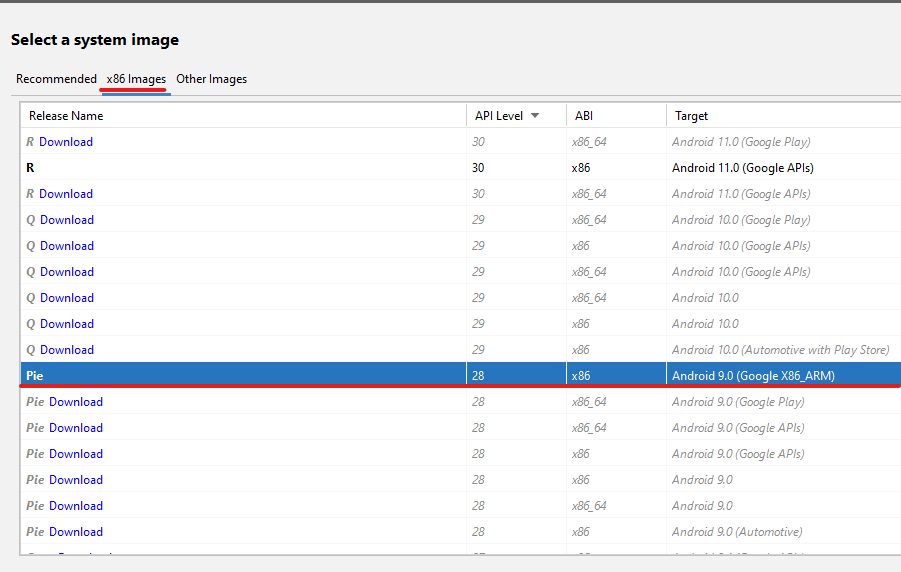 Select a system image
Recommended x86 Images Other Images
Release Name API Level ABI Target
R Download 30 x86_64 Android 11.0 (Google Play)
R 30 x86 Android 11.0 (Google APIs)
R Download 30 x86_64 Android 11.0 (Google APIs)
Q Download 29 x86_64 Android 10.0 (Google Play)
Q Download 29 x86 Android 10.0 (Google APIs)
Q Download 29 x86_64 Android 10.0 (Google APIs)
Q Download 29 x86_64 Android 10.0
Q Download 29 x86 Android 10.0
Q Download 29 x86 Android 10.0 (Automotive with Play Store)
Pie 28 x86 Android 9.0 (Google X86_ARM)
Pie Download 28 x86_64 Android 9.0 (Google Play)
Pie Download 28 x86_64 Android 9.0 (Google APIs)
Pie Download 28 x86 Android 9.0 (Google APIs)
Pie Download 28 x86 Android 9.0
Pie Download 28 x86_64 Android 9.0
Pie Download 28 x86 Android 9.0 (Automotive)